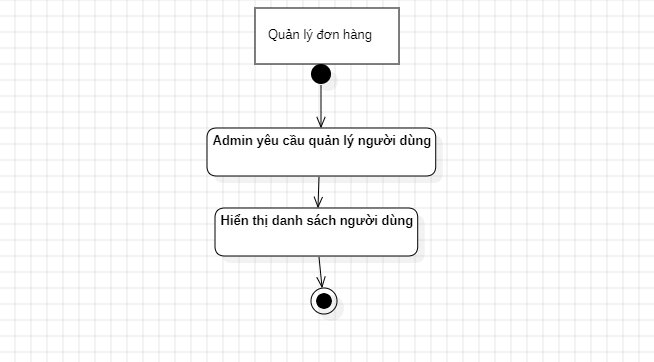 Quản lý đơn hàng
Admin yêu cầu quản lý người dùng
Hiển thị danh sách người dùng